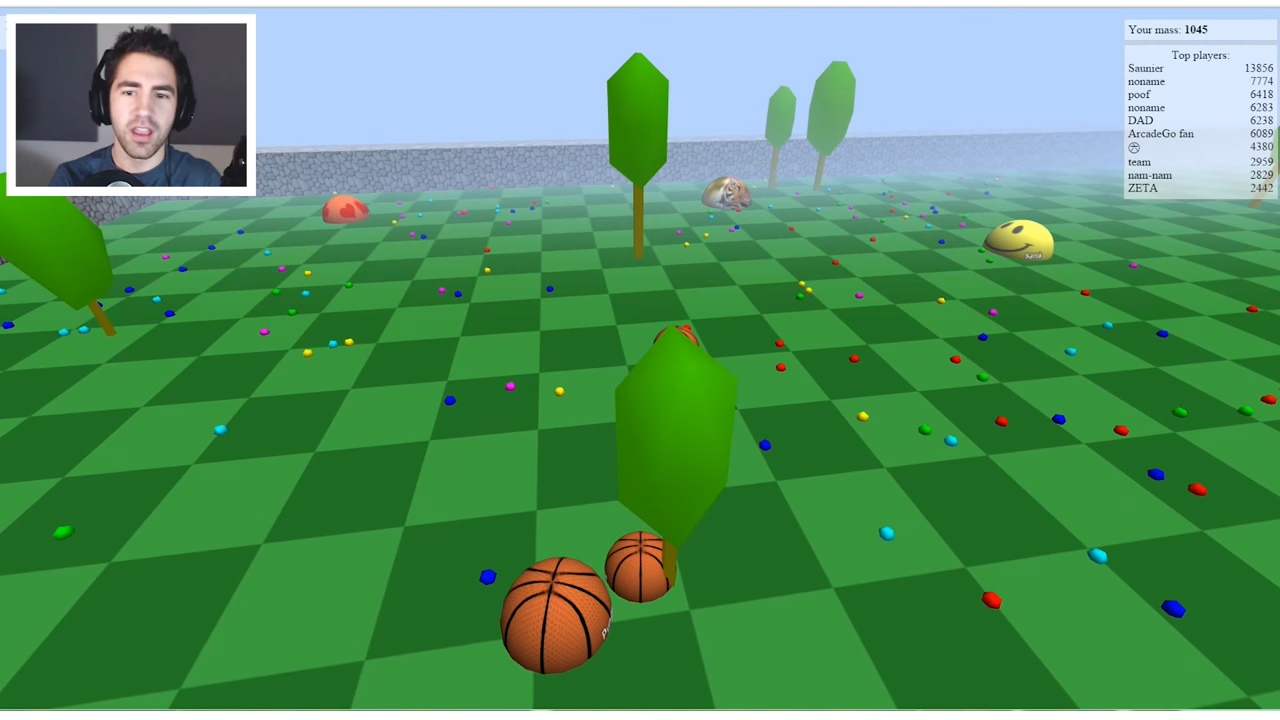 Your mass: 1045
Top players:
Saunier 13856
noname 7774
poof 6418
noname 6283
DAD 6238
ArcadeGo fan 6089
㊅ 4380
team 2959
nam-nam 2829
ZETA 2442